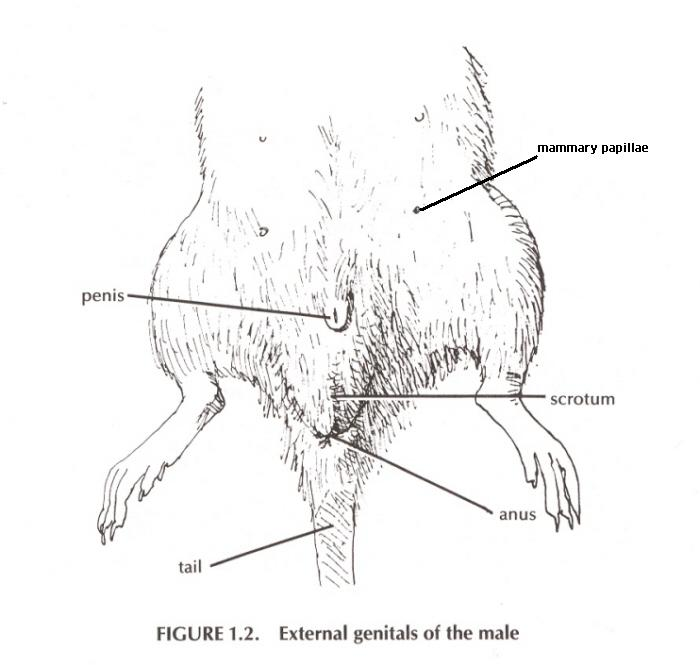 mammary papillae
penis
scrotum
anus
tail
FIGURE 1.2. External genitals of the male